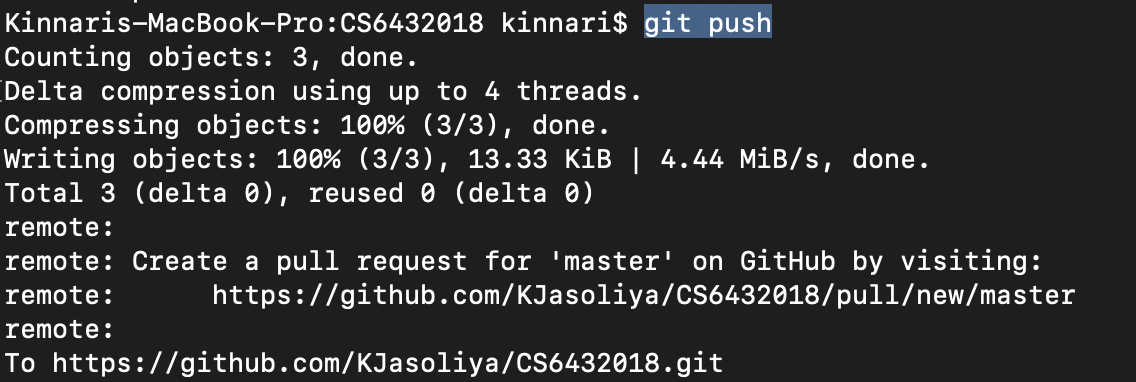 Kinnaris-MacBook-Pro:CS6432018 kinnari$ git push
Counting objects: 3, done.
Delta compression using up to 4 threads.
Compressing objects: 100% (3/3), done.
Writing objects: 100% (3/3), 13.33 KiB | 4.44 MiB/s, done.
Total 3 (delta 0), reused 0 (delta 0)
remote:
remote: Create a pull request for 'master' on GitHub by visiting:
remote:      https://github.com/KJasoliya/CS6432018/pull/new/master
remote:
To https://github.com/KJasoliya/CS6432018.git